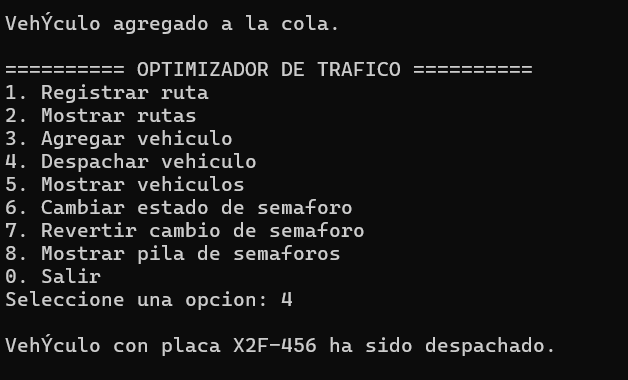 VehÝculo agregado a la cola.
========== OPTIMIZADOR DE TRAFICO ==========
1. Registrar ruta
2. Mostrar rutas
3. Agregar vehiculo
4. Despachar vehiculo
5. Mostrar vehiculos
6. Cambiar estado de semaforo
7. Revertir cambio de semaforo
8. Mostrar pila de semaforos
0. Salir
Seleccione una opcion: 4
VehÝculo con placa X2F-456 ha sido despachado.